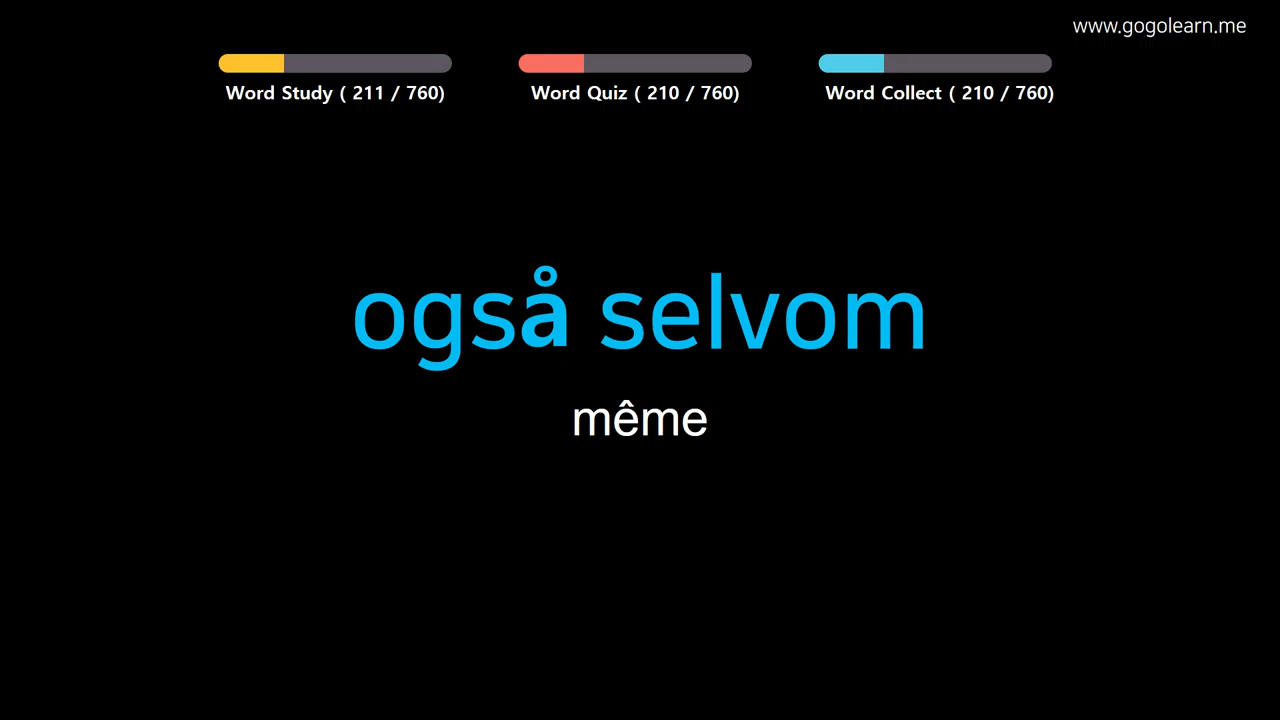 www.gogolearn.me
Word Study ( 211 / 760)
Word Quiz ( 210 / 760)
Word Collect ( 210 / 760)
også selvom
même